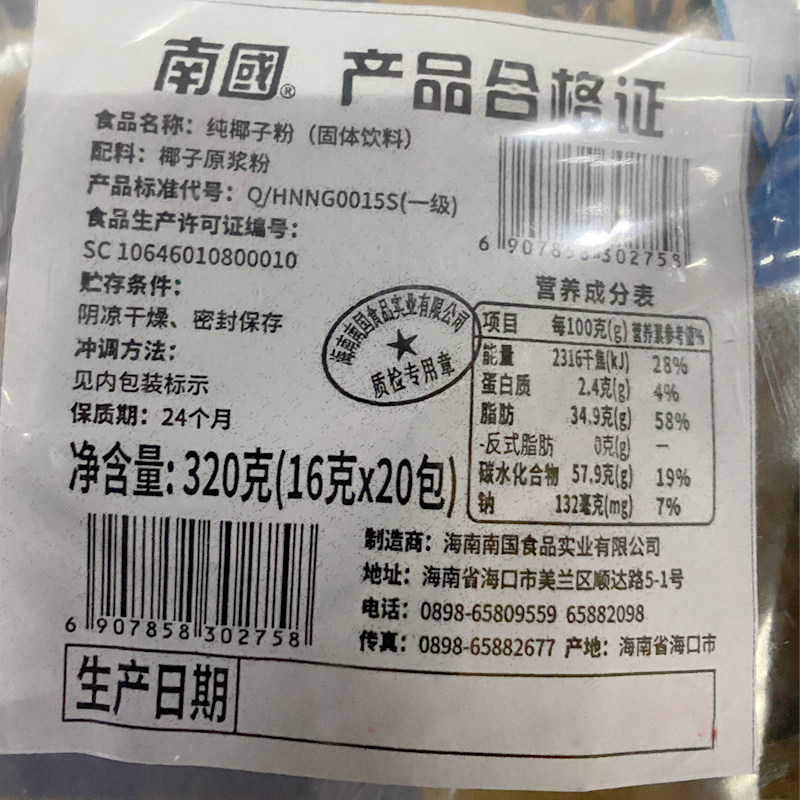 南國® 产品合格证
食品名称：纯椰子粉（固体饮料）
配料：椰子原浆粉
产品标准代号：Q/HNNG0015S(一级)
食品生产许可证编号：
SC 10646010800010
贮存条件：
阴凉干燥、密封保存
冲调方法：
见内包装标示
保质期：24个月
净含量：320克(16克x20包)
6 907858 302758
海南南国食品实业有限公司
质检专用章
营养成分表
项目 每100克(g) 营养素参考值%
能量 2316千焦(kJ) 28%
蛋白质 2.4克(g) 4%
脂肪 34.9克(g) 58%
-反式脂肪 0克(g) —
碳水化合物 57.9克(g) 19%
钠 132毫克(mg) 7%
6 907858 302758
制造商：海南南国食品实业有限公司
地址：海南省海口市美兰区顺达路5-1号
电话：0898-65809559 65882098
传真：0898-65882677 产地：海南省海口市
生产日期